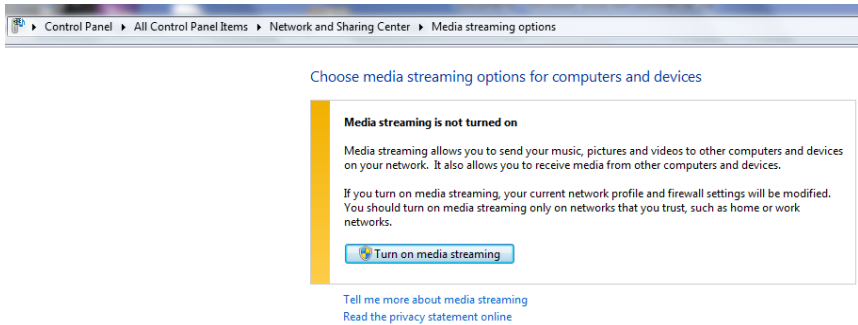 Control Panel ▸ All Control Panel Items ▸ Network and Sharing Center ▸ Media streaming options
Choose media streaming options for computers and devices
Media streaming is not turned on
Media streaming allows you to send your music, pictures and videos to other computers and devices
on your network.  It also allows you to receive media from other computers and devices.
If you turn on media streaming, your current network profile and firewall settings will be modified.
You should turn on media streaming only on networks that you trust, such as home or work
networks.
Turn on media streaming
Tell me more about media streaming
Read the privacy statement online